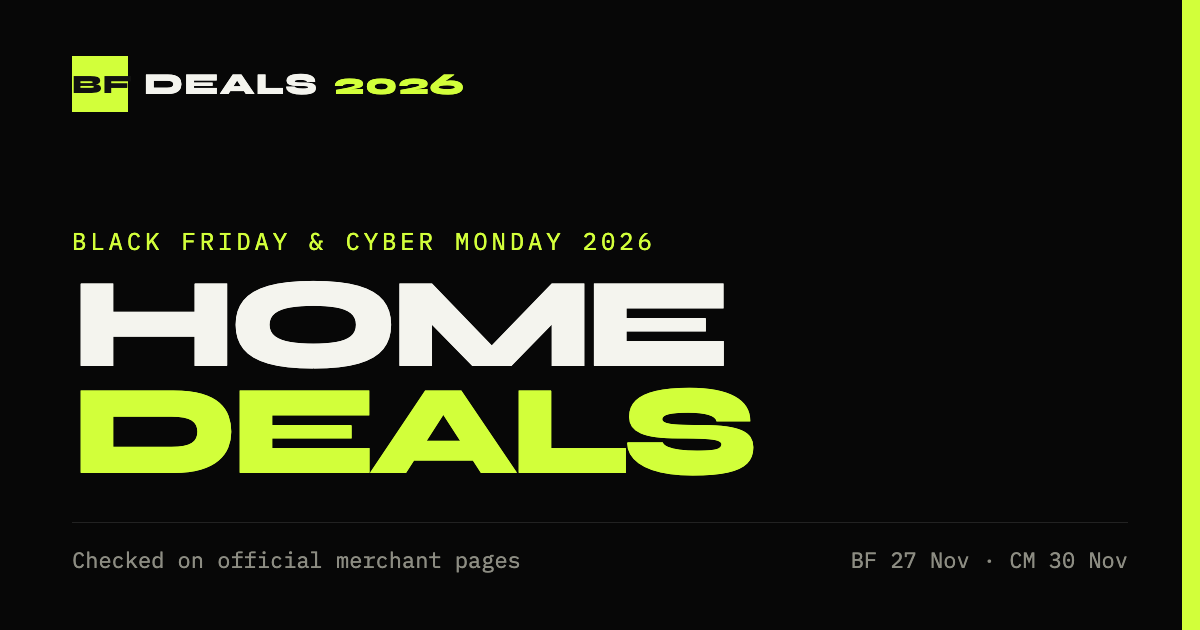 BF DEALS 2026
BLACK FRIDAY & CYBER MONDAY 2026
HOME
DEALS
Checked on official merchant pages
BF 27 Nov · CM 30 Nov